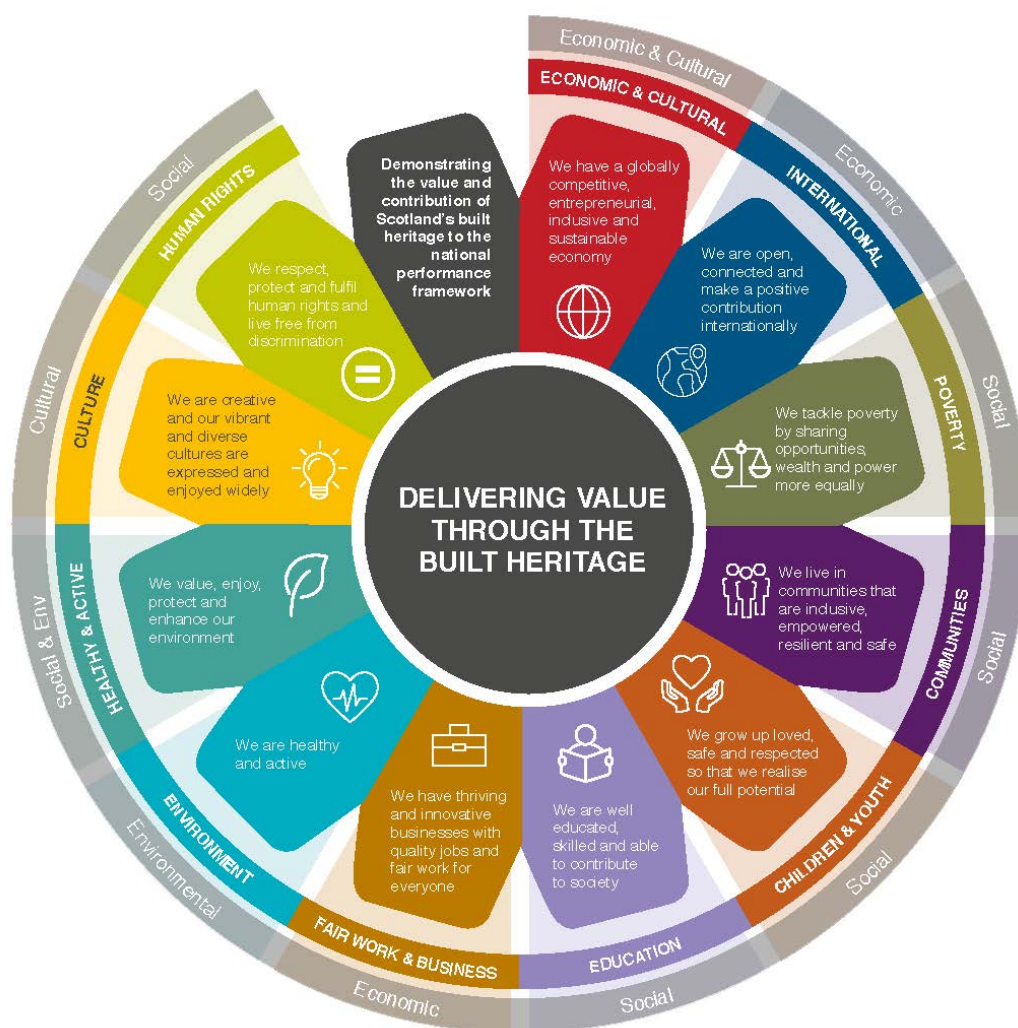 DELIVERING VALUE
THROUGH THE
BUILT HERITAGE
Demonstrating
the value and
contribution of
Scotland's built
heritage to the
national
performance
framework
Economic & Cultural
ECONOMIC & CULTURAL
We have a globally
competitive,
entrepreneurial,
inclusive and
sustainable
economy
Economic
INTERNATIONAL
We are open,
connected and
make a positive
contribution
internationally
Social
POVERTY
We tackle poverty
by sharing
opportunities,
wealth and power
more equally
Social
COMMUNITIES
We live in
communities that
are inclusive,
empowered,
resilient and safe
Social
CHILDREN & YOUTH
We grow up loved,
safe and respected
so that we realise
our full potential
Social
EDUCATION
We are well
educated,
skilled and able
to contribute
to society
Economic
FAIR WORK & BUSINESS
We have thriving
and innovative
businesses with
quality jobs and
fair work for
everyone
Environmental
ENVIRONMENT
We are healthy
and active
Social & Env
HEALTHY & ACTIVE
We value, enjoy,
protect and
enhance our
environment
Cultural
CULTURE
We are creative
and our vibrant
and diverse
cultures are
expressed and
enjoyed widely
Social
HUMAN RIGHTS
We respect,
protect and fulfil
human rights and
live free from
discrimination